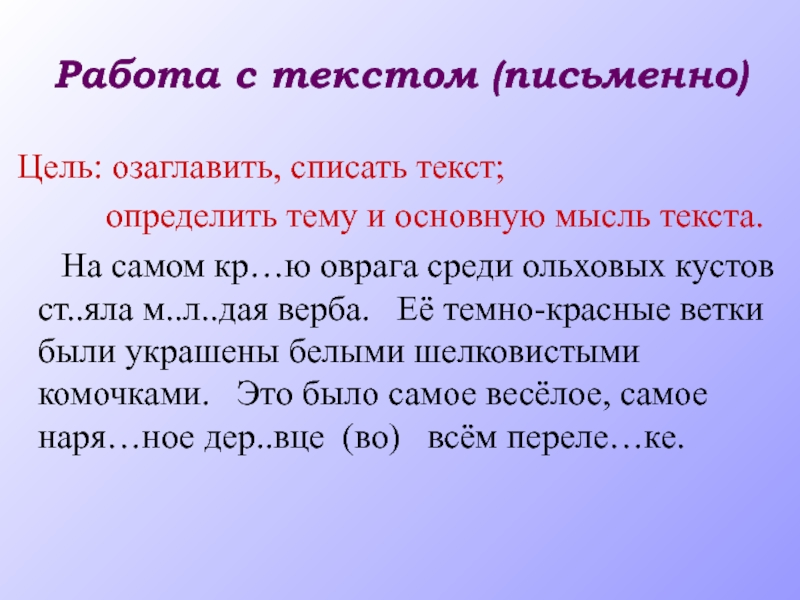 Работа с текстом (письменно)
Цель: озаглавить, списать текст;
определить тему и основную мысль текста.
На самом кр…ю оврага среди ольховых кустов
ст..яла м..л..дая верба. Её темно-красные ветки
были украшены белыми шелковистыми
комочками. Это было самое весёлое, самое
наря…ное дер..вце (во) всём переле…ке.